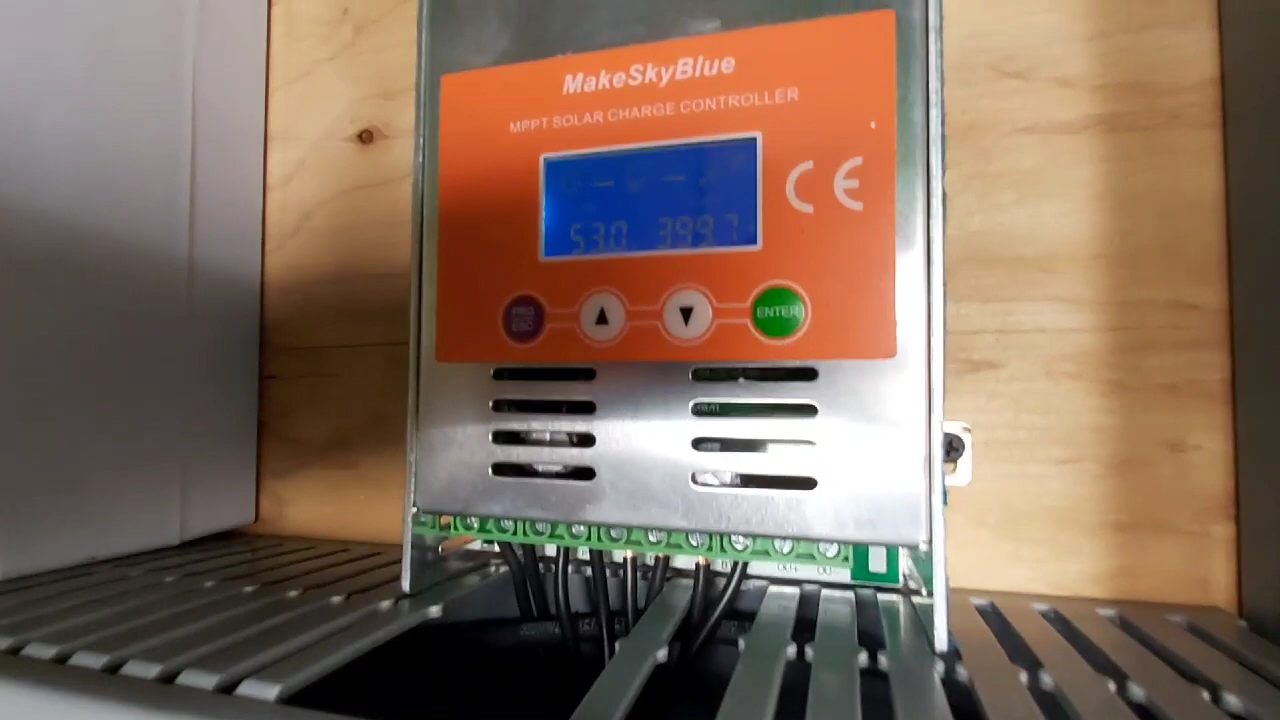 MakeSkyBlue
MPPT SOLAR CHARGE CONTROLLER
53.0 399.7
CE
ENTER